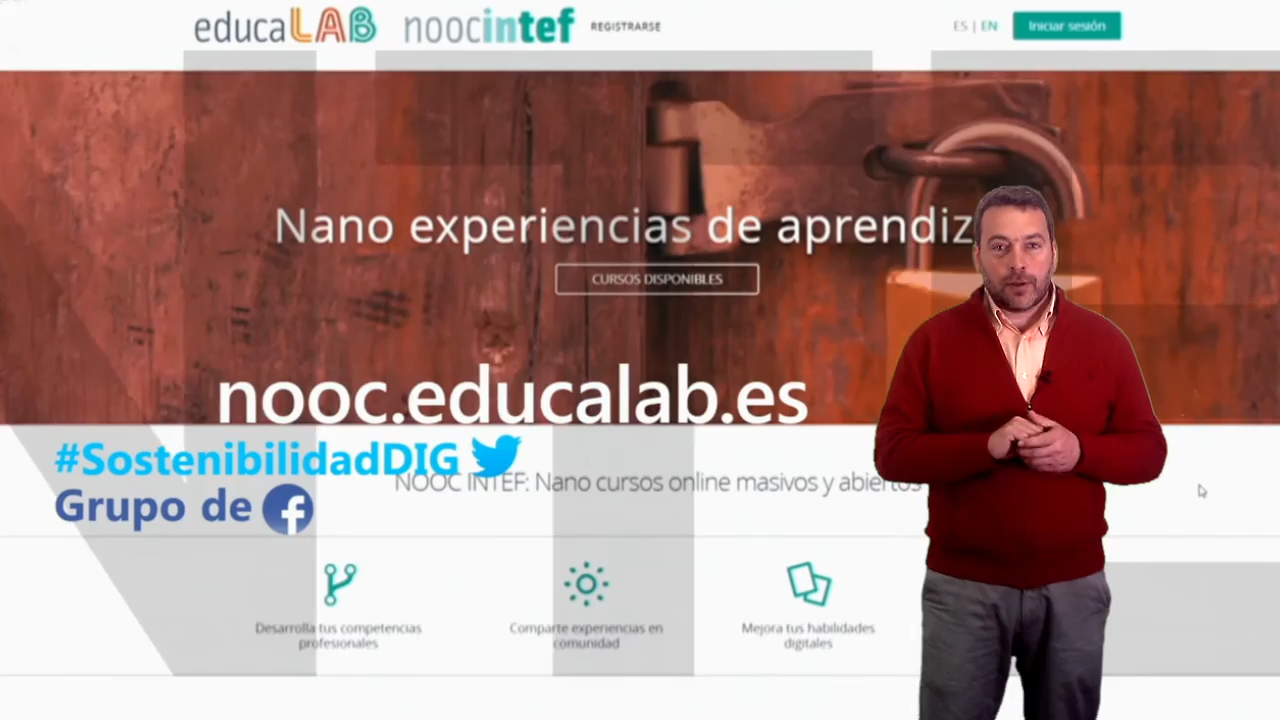 educaLAB noocintef REGISTRARSE ES | EN Iniciar sesión
Nano experiencias de aprendiz
CURSOS DISPONIBLES
nooc.educalab.es
#SostenibilidadDIG
NOOC INTEF: Nano cursos online masivos y abiertos
Grupo de f
Desarrolla tus competencias
profesionales
Comparte experiencias en
comunidad
Mejora tus habilidades
digitales